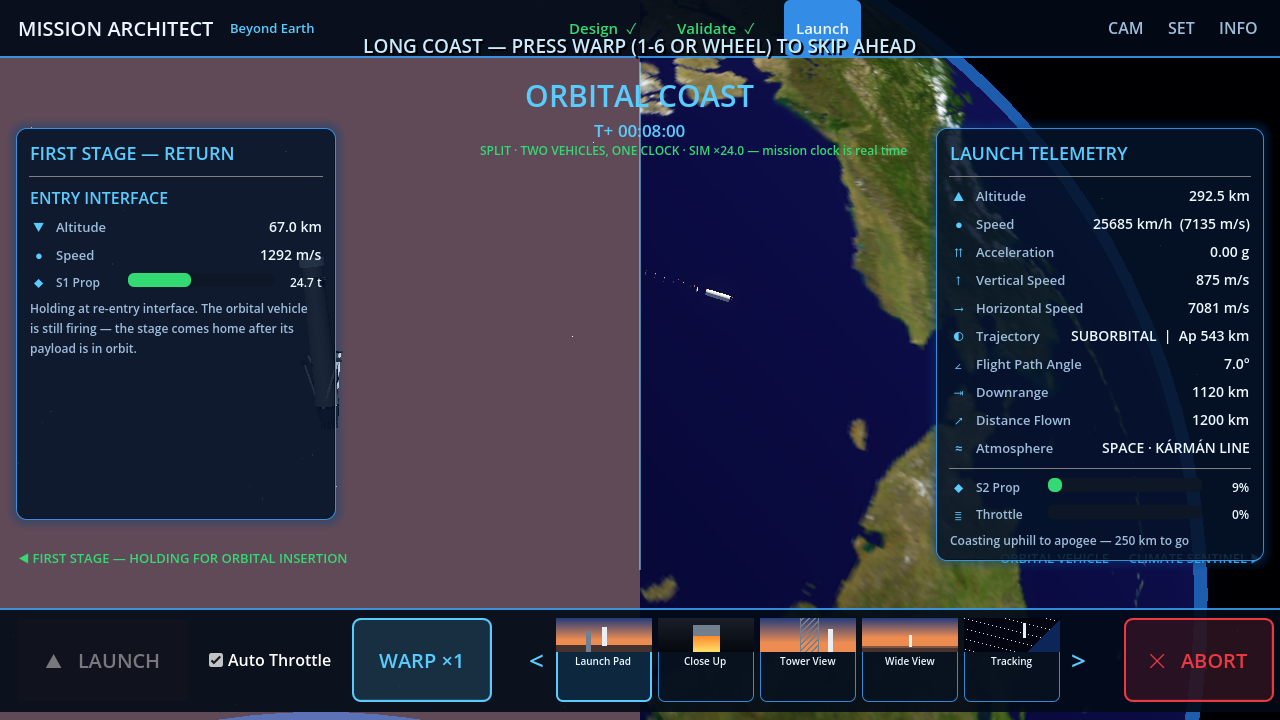 MISSION ARCHITECT
Beyond Earth
Design ✓
Validate ✓
Launch
CAM
SET
INFO
LONG COAST — PRESS WARP (1-6 OR WHEEL) TO SKIP AHEAD
ORBITAL COAST
T+ 00:08:00
SPLIT · TWO VEHICLES, ONE CLOCK · SIM ×24.0 — mission clock is real time
FIRST STAGE — RETURN
ENTRY INTERFACE
Altitude 67.0 km
Speed 1292 m/s
S1 Prop 24.7 t
Holding at re-entry interface. The orbital vehicle
is still firing — the stage comes home after its
payload is in orbit.
◀ FIRST STAGE — HOLDING FOR ORBITAL INSERTION
LAUNCH TELEMETRY
Altitude 292.5 km
Speed 25685 km/h (7135 m/s)
Acceleration 0.00 g
Vertical Speed 875 m/s
Horizontal Speed 7081 m/s
Trajectory SUBORBITAL | Ap 543 km
Flight Path Angle 7.0°
Downrange 1120 km
Distance Flown 1200 km
Atmosphere SPACE · KÁRMÁN LINE
S2 Prop 9%
Throttle 0%
Coasting uphill to apogee — 250 km to go
ORBITAL VEHICLE — CLIMATE SENTINEL ▶
▲ LAUNCH
Auto Throttle
WARP ×1
<
Launch Pad
Close Up
Tower View
Wide View
Tracking
>
ABORT